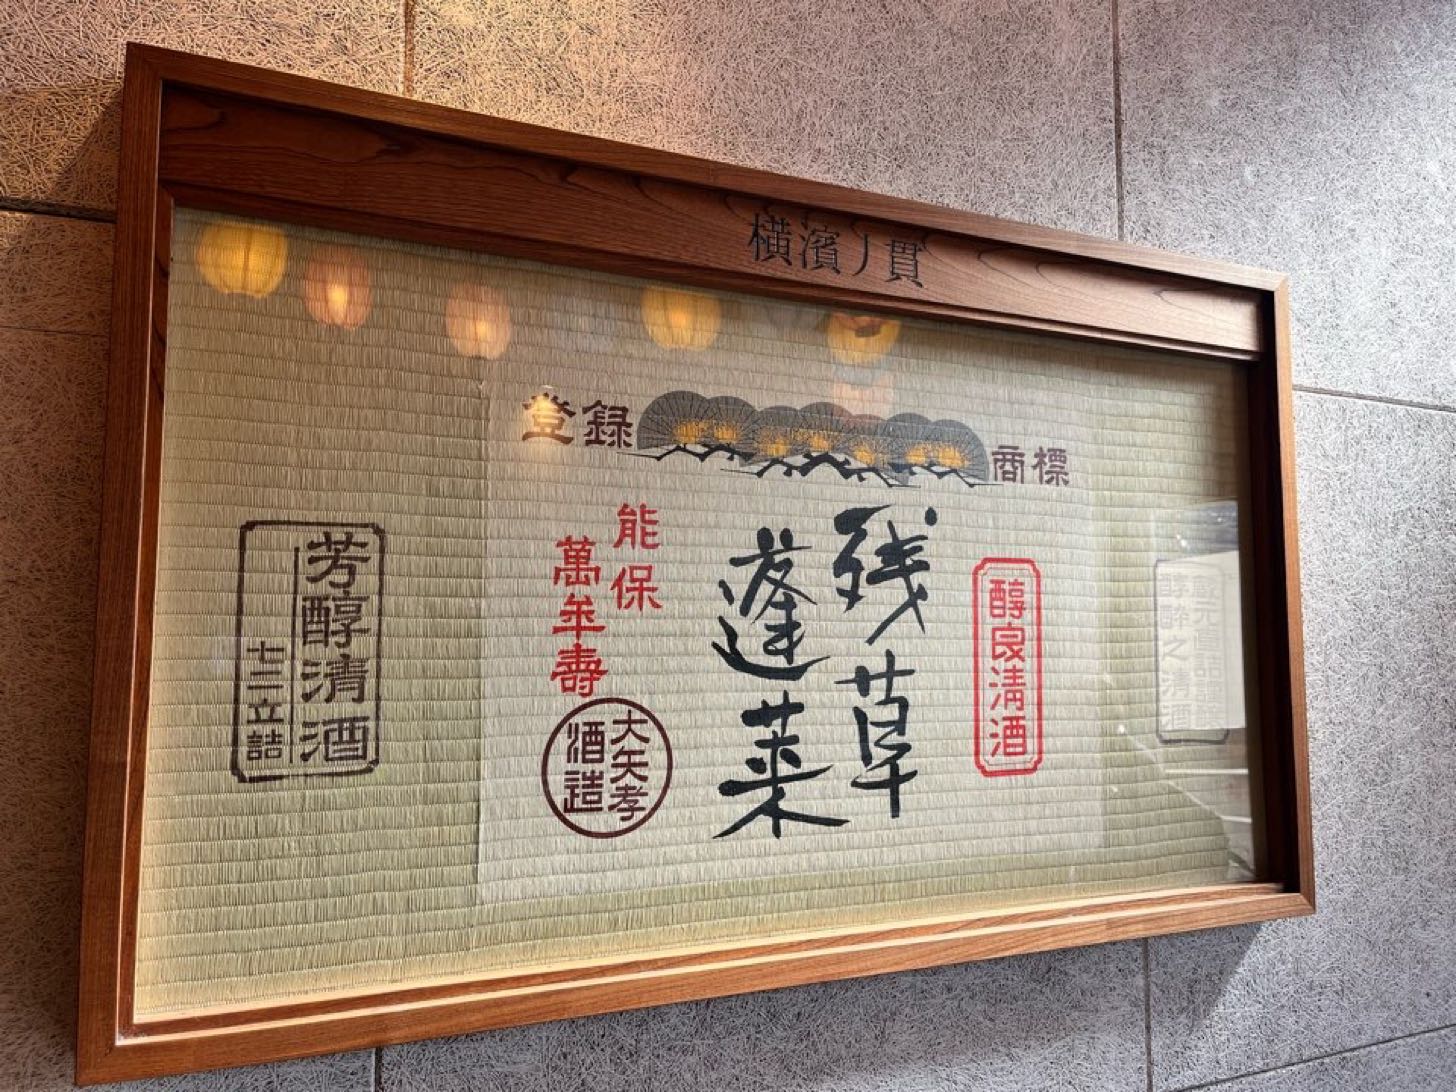 横濱ノ貫
登録
商標
醇良清酒
残草
蓬莱
能保
萬年壽
大矢孝
酒造
芳醇清酒
七二立詰